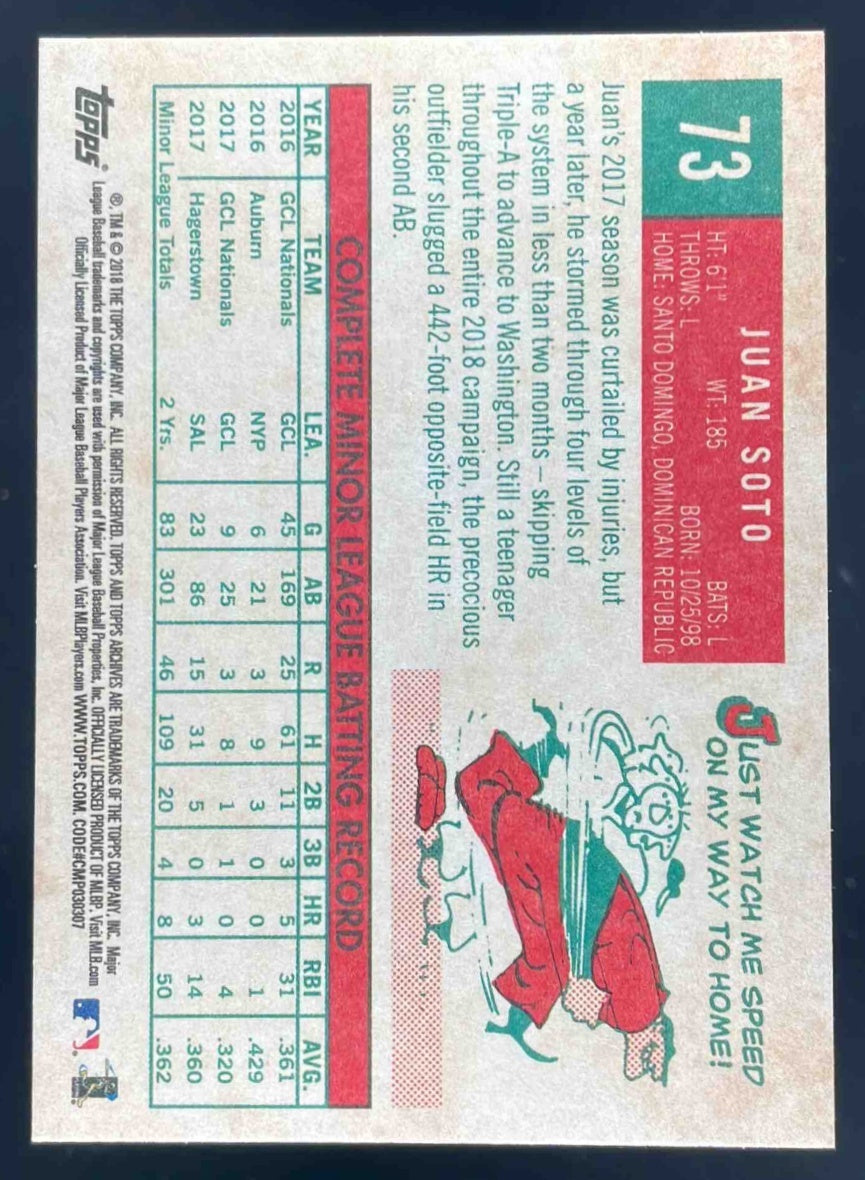 73
JUAN SOTO
HT: 6'1" WT: 185 BATS: L
THROWS: L BORN: 10/25/98
HOME: SANTO DOMINGO, DOMINICAN REPUBLIC
Juan's 2017 season was curtailed by injuries, but
a year later, he stormed through four levels of
the system in less than two months – skipping
Triple-A to advance to Washington. Still a teenager
throughout the entire 2018 campaign, the precocious
outfielder slugged a 442-foot opposite-field HR in
his second AB.
JUST WATCH ME SPEED
ON MY WAY TO HOME!
COMPLETE MINOR LEAGUE BATTING RECORD
YEAR TEAM LEA. G AB R H 2B 3B HR RBI AVG.
2016 GCL Nationals GCL 45 169 25 61 11 3 5 31 .361
2016 Auburn NYP 6 21 3 9 3 0 0 1 .429
2017 GCL Nationals GCL 9 25 3 8 1 1 0 4 .320
2017 Hagerstown SAL 23 86 15 31 5 0 3 14 .360
Minor League Totals 2 Yrs. 83 301 46 109 20 4 8 50 .362
topps®
®, TM & © 2018 THE TOPPS COMPANY, INC. ALL RIGHTS RESERVED. TOPPS AND TOPPS ARCHIVES ARE TRADEMARKS OF THE TOPPS COMPANY, INC. Major
League Baseball trademarks and copyrights are used with permission of Major League Baseball Properties, Inc. OFFICIALLY LICENSED PRODUCT OF MLBP. Visit MLB.com
Officially Licensed Product of Major League Baseball Players Association. Visit MLBPlayers.com WWW.TOPPS.COM. CODE#CMP030307